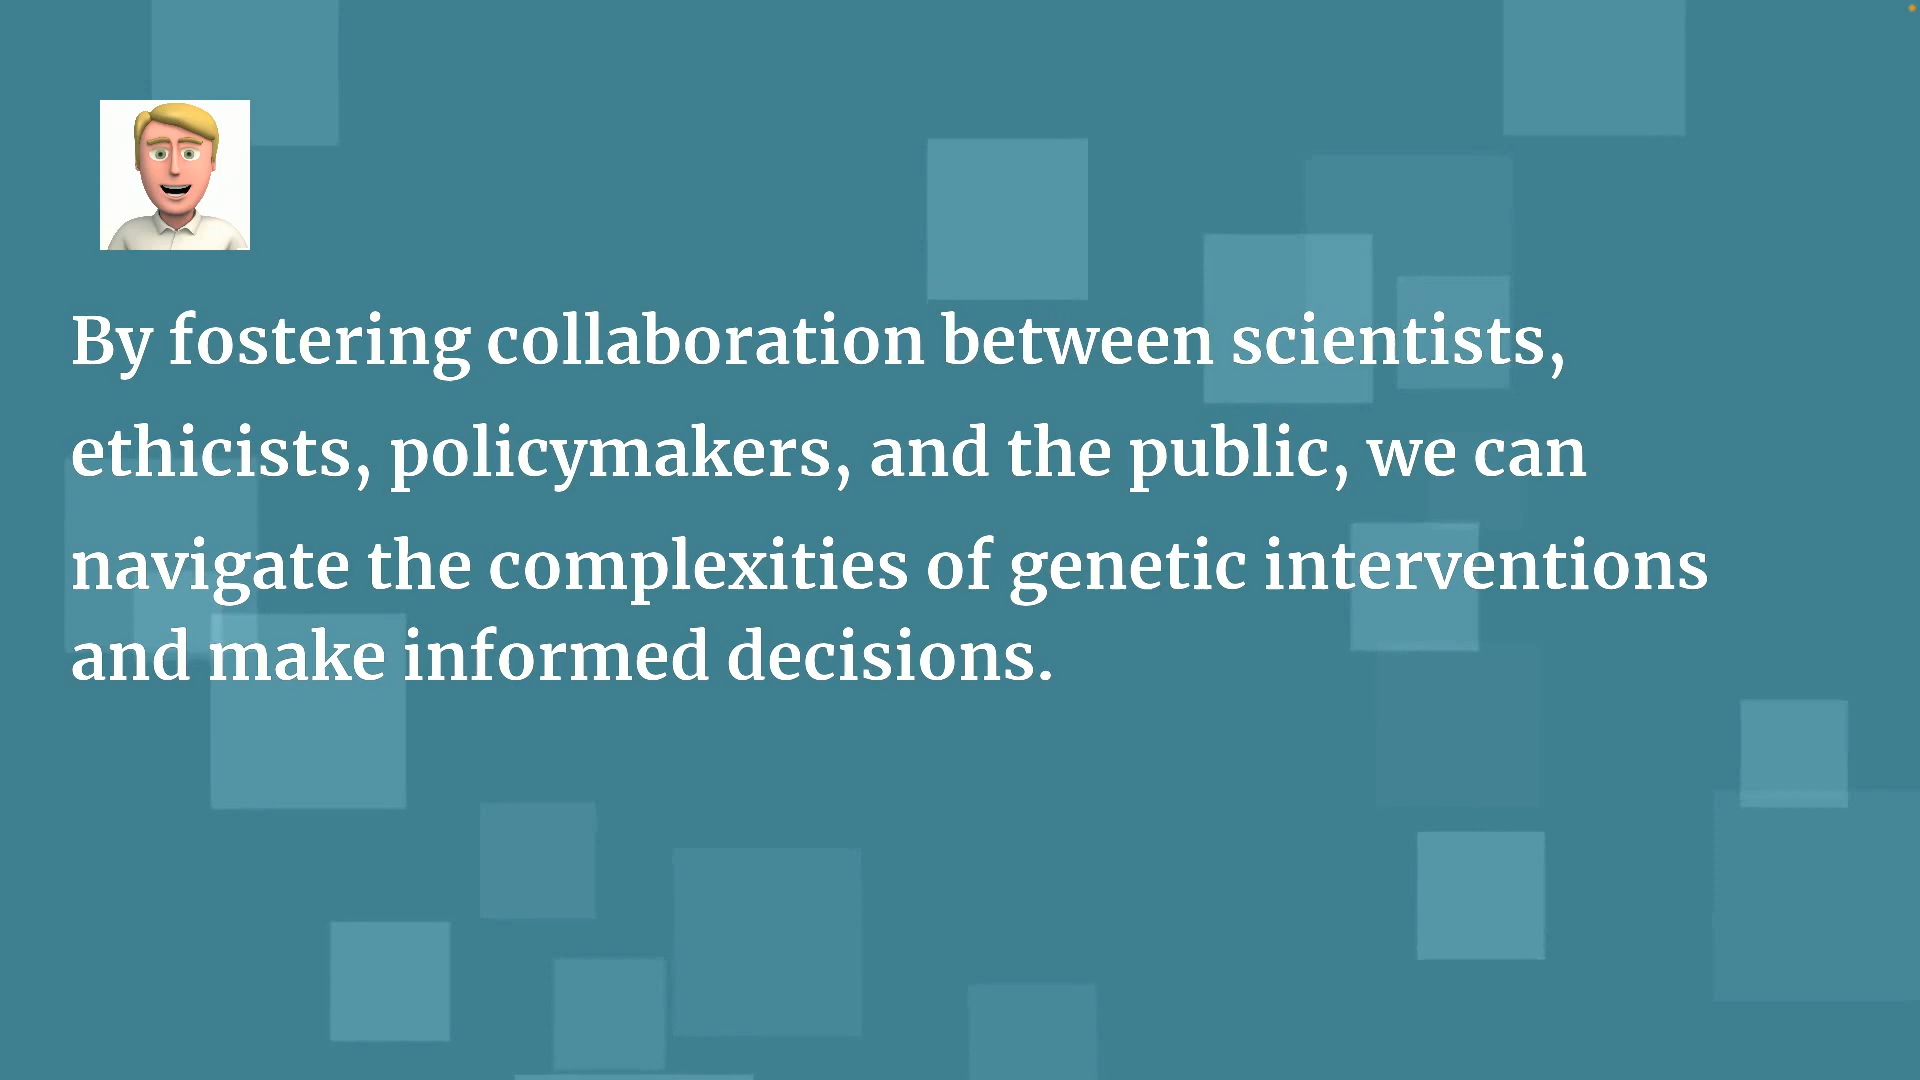 By fostering collaboration between scientists,
ethicists, policymakers, and the public, we can
navigate the complexities of genetic interventions
and make informed decisions.